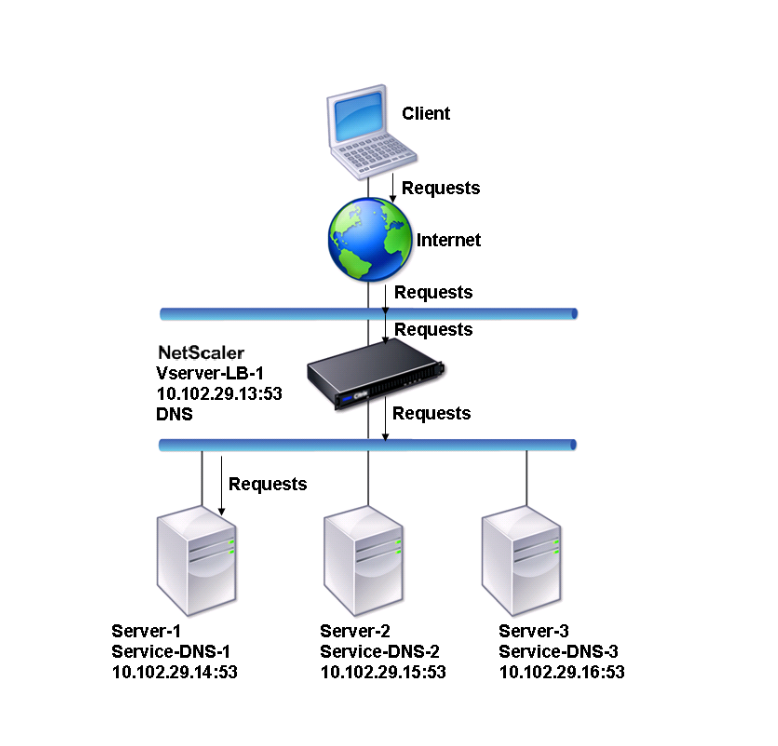 Client
Requests
Internet
Requests
Requests
NetScaler
Vserver-LB-1
10.102.29.13:53
DNS
Requests
Requests
Server-1
Service-DNS-1
10.102.29.14:53
Server-2
Service-DNS-2
10.102.29.15:53
Server-3
Service-DNS-3
10.102.29.16:53